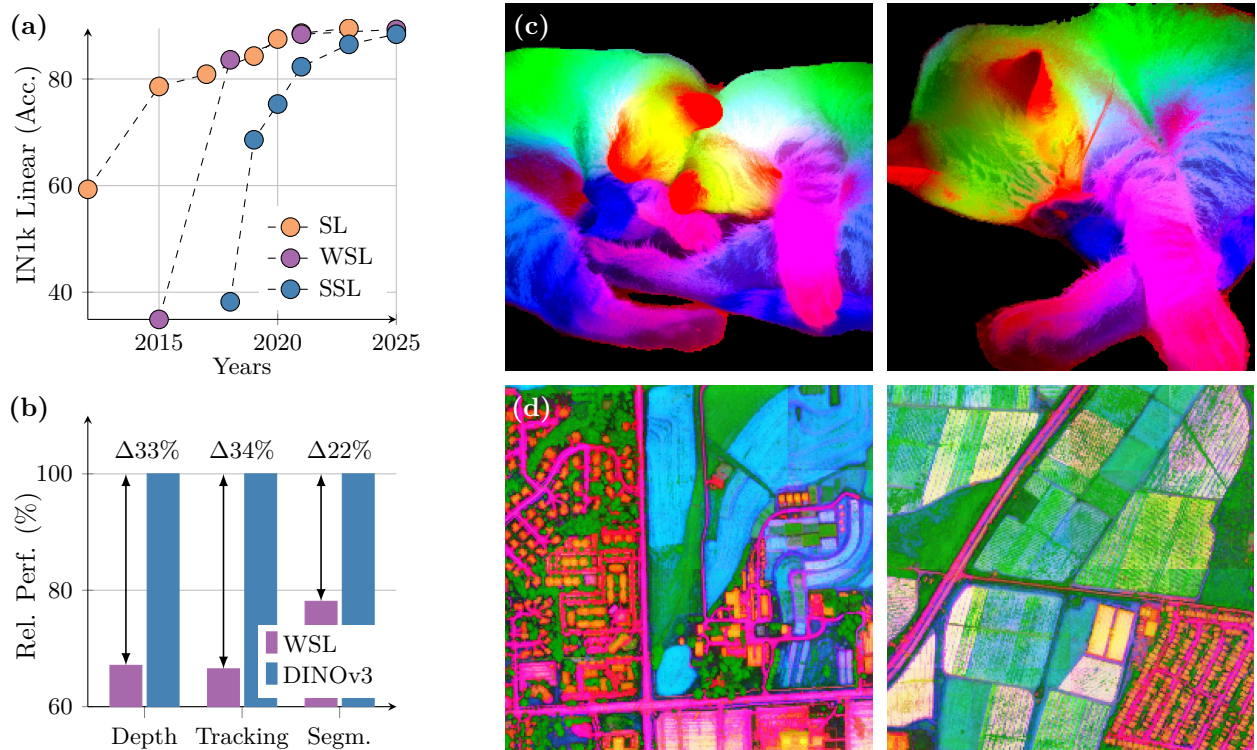 (a)
IN1k Linear (Acc.)
80
60
40
SL
WSL
SSL
2015
2020
2025
Years
(b)
Rel. Perf. (%)
100
80
60
Δ33%
Δ34%
Δ22%
WSL
DINOv3
Depth
Tracking
Segm.
(c)
(d)